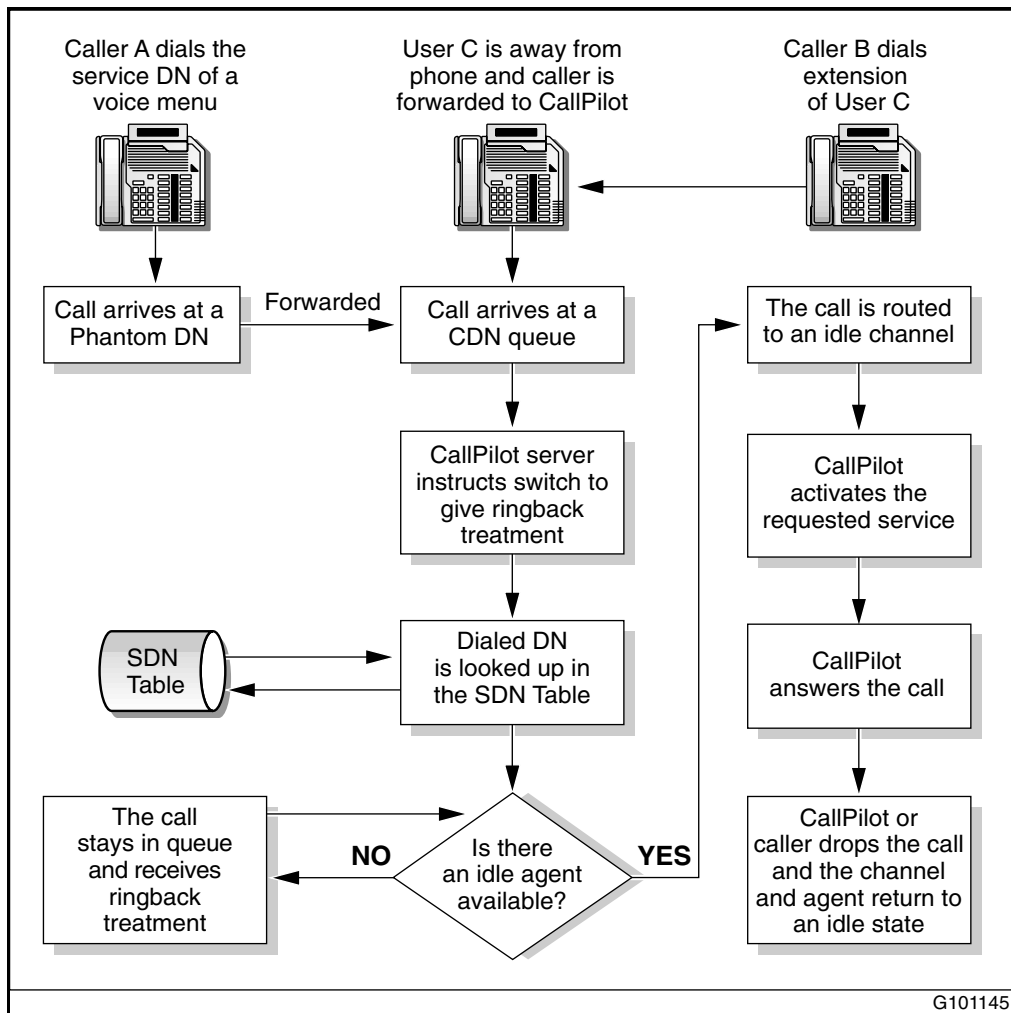 Caller A dials the
service DN of a
voice menu
User C is away from
phone and caller is
forwarded to CallPilot
Caller B dials
extension
of User C
Call arrives at a
Phantom DN
Forwarded
Call arrives at a
CDN queue
The call is routed
to an idle channel
CallPilot server
instructs switch to
give ringback
treatment
CallPilot
activates the
requested service
SDN
Table
Dialed DN
is looked up in
the SDN Table
CallPilot
answers the call
The call
stays in queue
and receives
ringback
treatment
NO
Is there
an idle agent
available?
YES
CallPilot or
caller drops the call
and the channel
and agent return to
an idle state
G101145